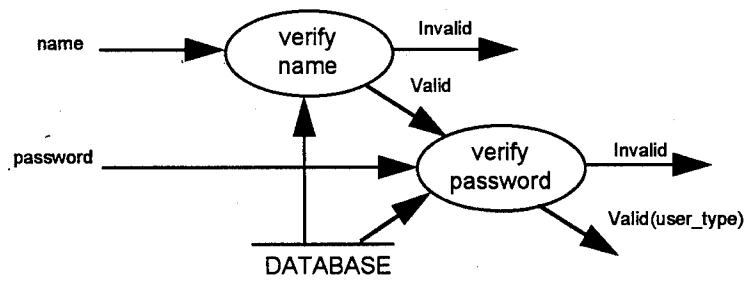 name
verify
name
Invalid
Valid
password
verify
password
Invalid
Valid(user_type)
DATABASE